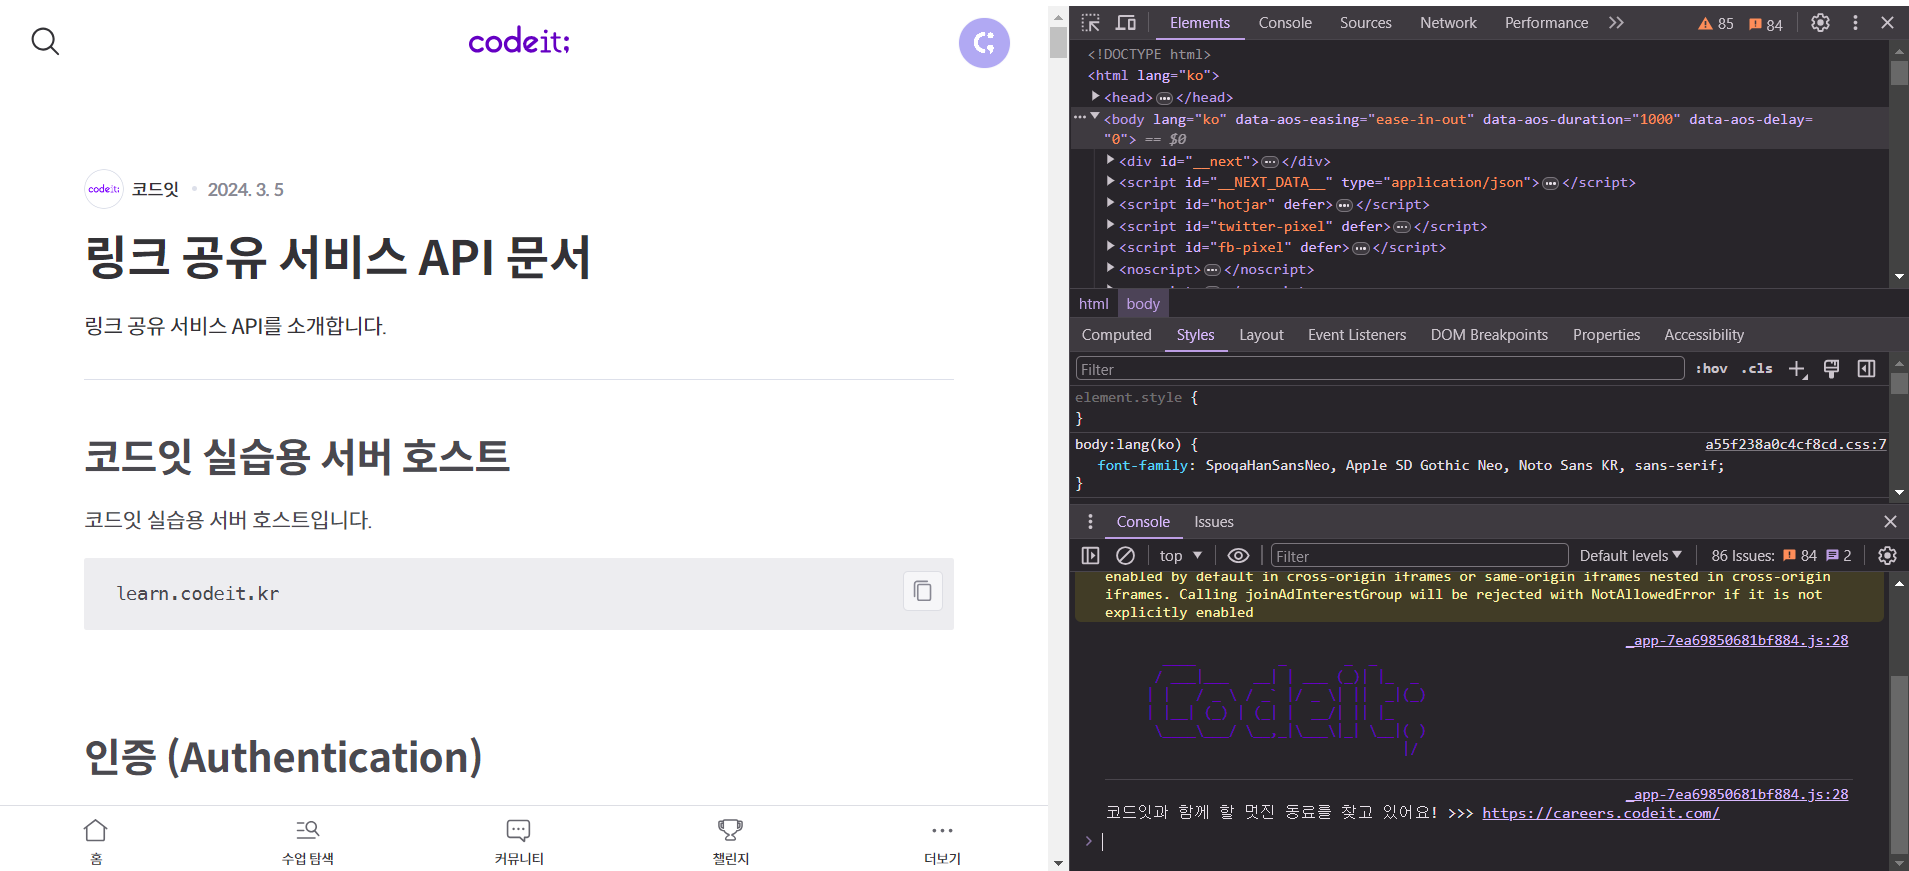 codeit;
codeit: 코드잇 • 2024. 3. 5
링크 공유 서비스 API 문서
링크 공유 서비스 API를 소개합니다.
코드잇 실습용 서버 호스트
코드잇 실습용 서버 호스트입니다.
learn.codeit.kr
인증 (Authentication)
홈
수업 탐색
커뮤니티
챌린지
더보기
Elements Console Sources Network Performance 85 84
<!DOCTYPE html>
<html lang="ko">
<head>…</head>
<body lang="ko" data-aos-easing="ease-in-out" data-aos-duration="1000" data-aos-delay=
"0"> == $0
<div id="__next">…</div>
<script id="__NEXT_DATA__" type="application/json">…</script>
<script id="hotjar" defer>…</script>
<script id="twitter-pixel" defer>…</script>
<script id="fb-pixel" defer>…</script>
<noscript>…</noscript>
html body
Computed Styles Layout Event Listeners DOM Breakpoints Properties Accessibility
Filter :hov .cls
element.style {
}
body:lang(ko) { a55f238a0c4cf8cd.css:7
font-family: SpoqaHanSansNeo, Apple SD Gothic Neo, Noto Sans KR, sans-serif;
}
Console Issues
top Filter Default levels 86 Issues: 84 2
enabled by default in cross-origin iframes or same-origin iframes nested in cross-origin
iframes. Calling joinAdInterestGroup will be rejected with NotAllowedError if it is not
explicitly enabled
_app-7ea69850681bf884.js:28
Codeit;
_app-7ea69850681bf884.js:28
코드잇과 함께 할 멋진 동료를 찾고 있어요! >>> https://careers.codeit.com/
>